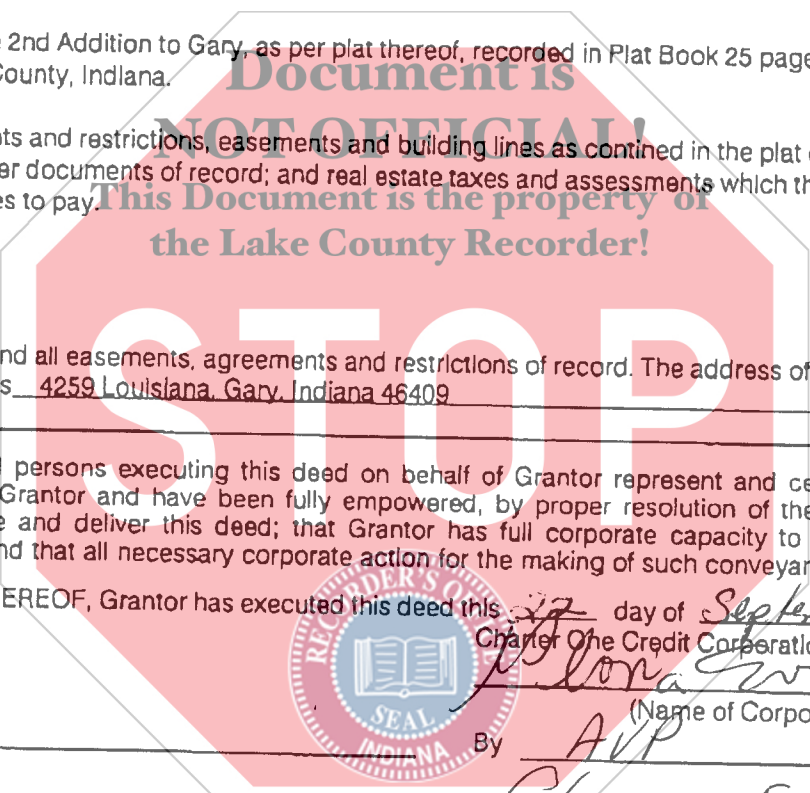 2nd Addition to Gary, as per plat thereof, recorded in Plat Book 25 page
County, Indiana.
Document is
NOT OFFICIAL!
ts and restrictions, easements and building lines as contined in the plat
er documents of record; and real estate taxes and assessments which th
es to pay.
This Document is the property of
the Lake County Recorder!
STOP
nd all easements, agreements and restrictions of record. The address of
s 4259 Louisiana, Gary, Indiana 46409
persons executing this deed on behalf of Grantor represent and ce
Grantor and have been fully empowered, by proper resolution of the
e and deliver this deed; that Grantor has full corporate capacity to
nd that all necessary corporate action for the making of such conveyan
EREOF, Grantor has executed this deed this 22 day of Septe
Charter One Credit Corporatio
(Name of Corpo
By AVP
RECORDER'S OFFICE
SEAL
INDIANA